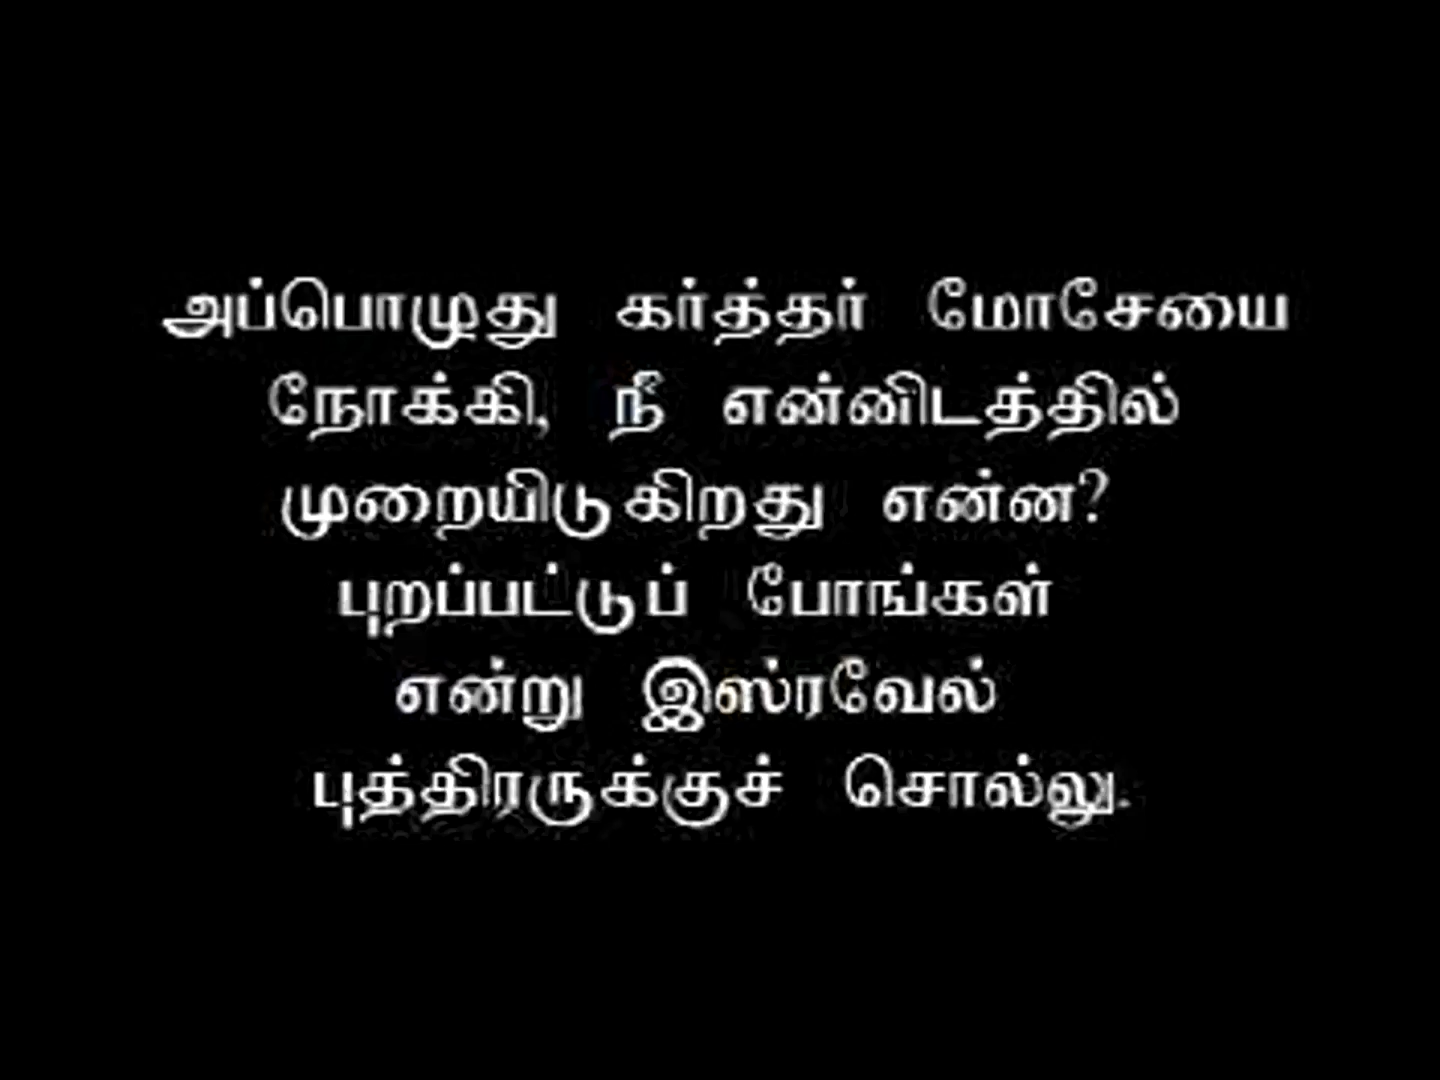 அப்பொழுது கர்த்தர் மோசேயை
நோக்கி, நீ என்னிடத்தில்
முறையிடுகிறது என்ன?
புறப்பட்டுப் போங்கள்
என்று இஸ்ரவேல்
புத்திரருக்குச் சொல்லு.